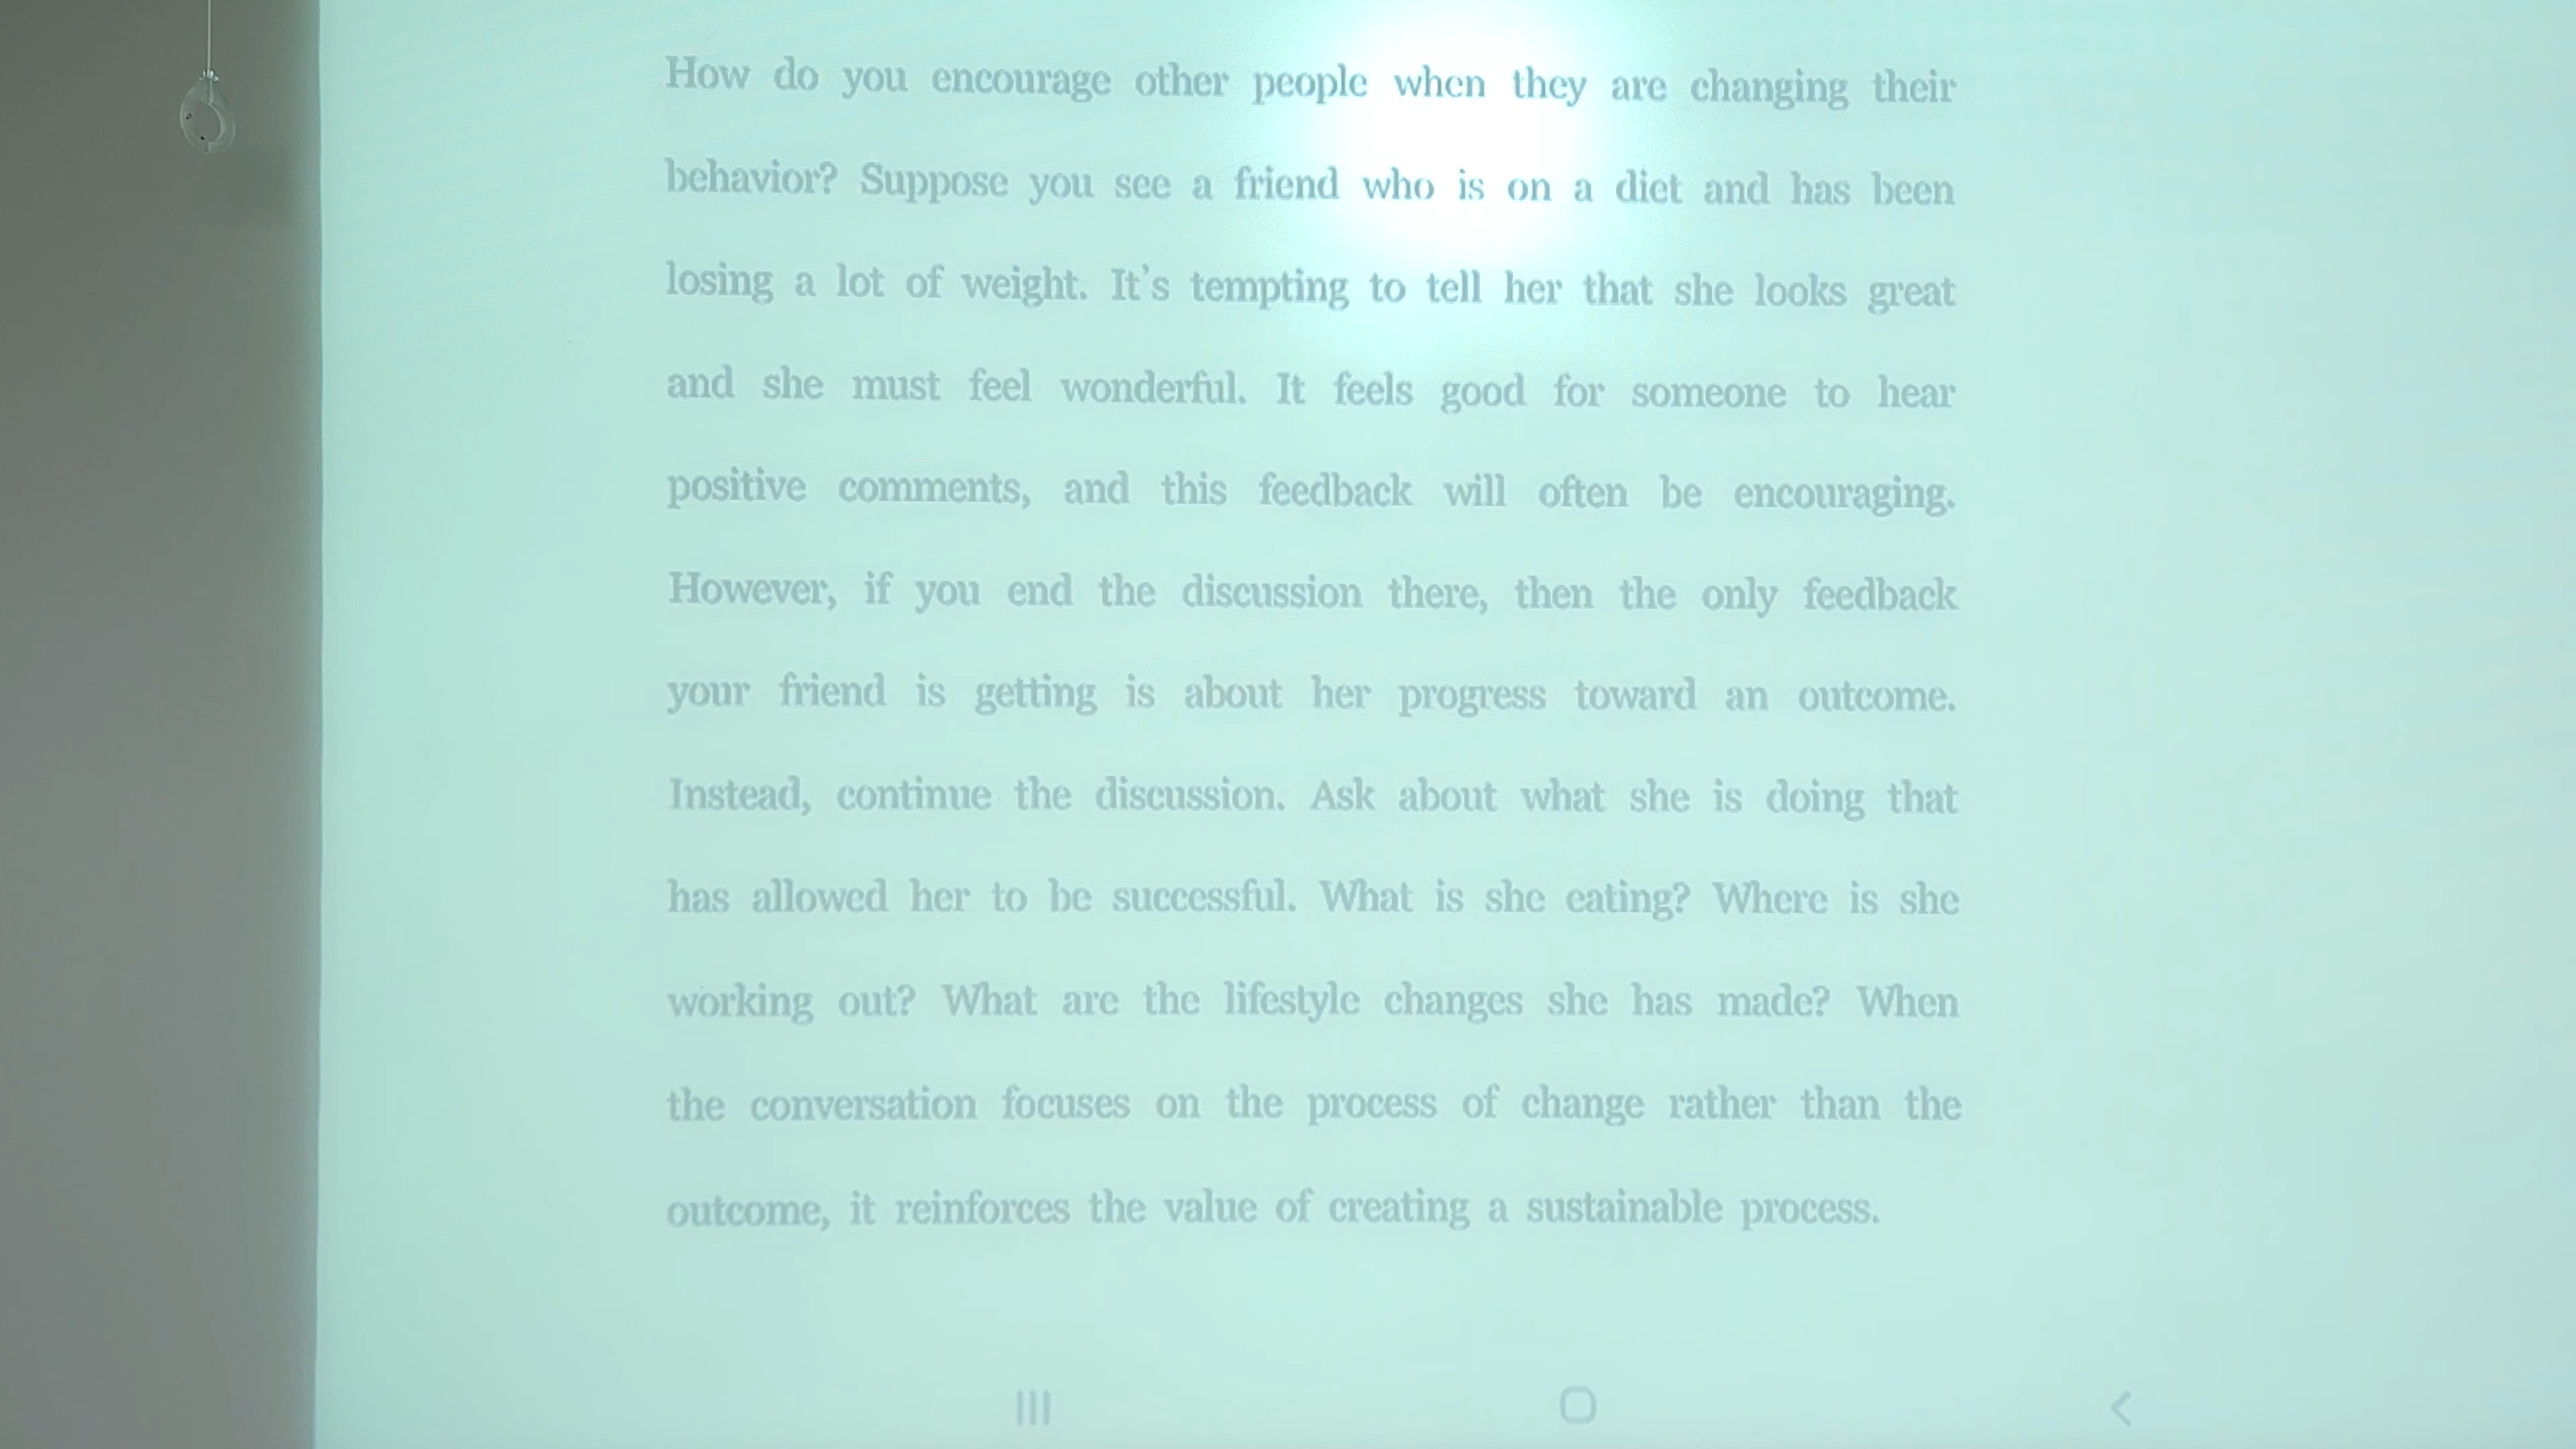 How do you encourage other people when they are changing their
behavior? Suppose you see a friend who is on a diet and has been
losing a lot of weight. It's tempting to tell her that she looks great
and she must feel wonderful. It feels good for someone to hear
positive comments, and this feedback will often be encouraging.
However, if you end the discussion there, then the only feedback
your friend is getting is about her progress toward an outcome.
Instead, continue the discussion. Ask about what she is doing that
has allowed her to be successful. What is she eating? Where is she
working out? What are the lifestyle changes she has made? When
the conversation focuses on the process of change rather than the
outcome, it reinforces the value of creating a sustainable process.